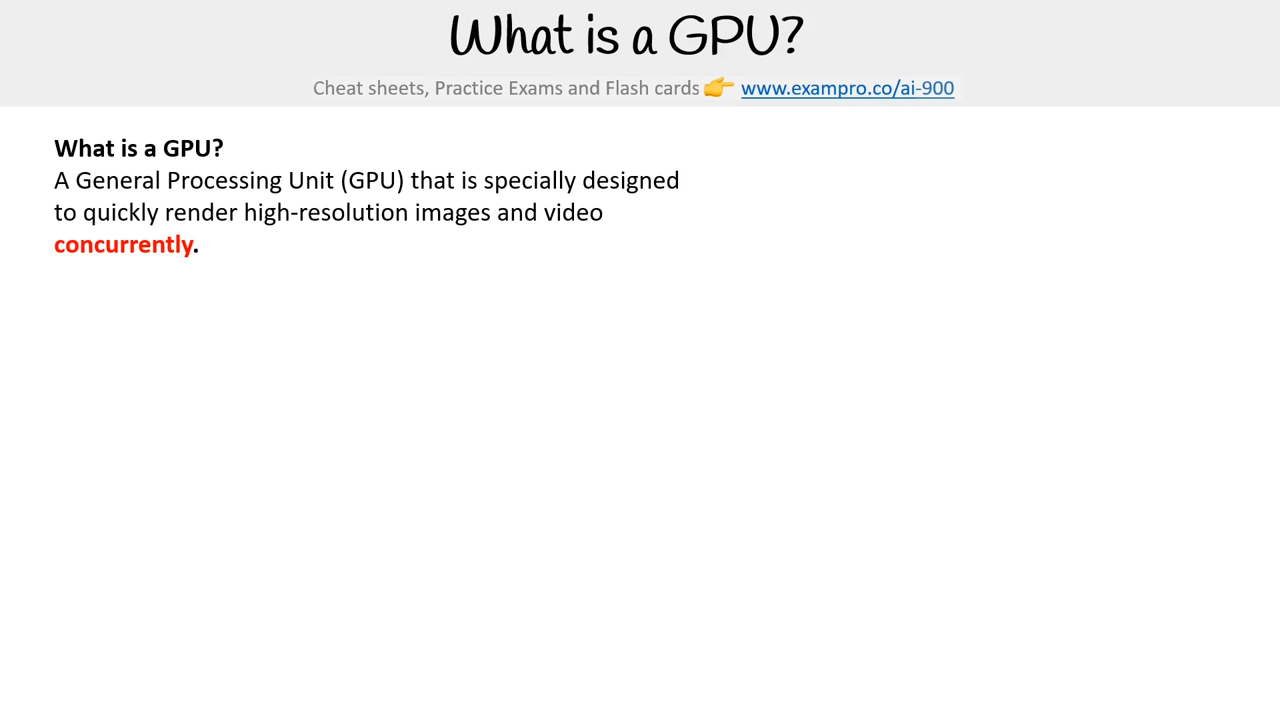 What is a GPU?
Cheat sheets, Practice Exams and Flash cards 👉 www.exampro.co/ai-900
What is a GPU?
A General Processing Unit (GPU) that is specially designed
to quickly render high-resolution images and video
concurrently.